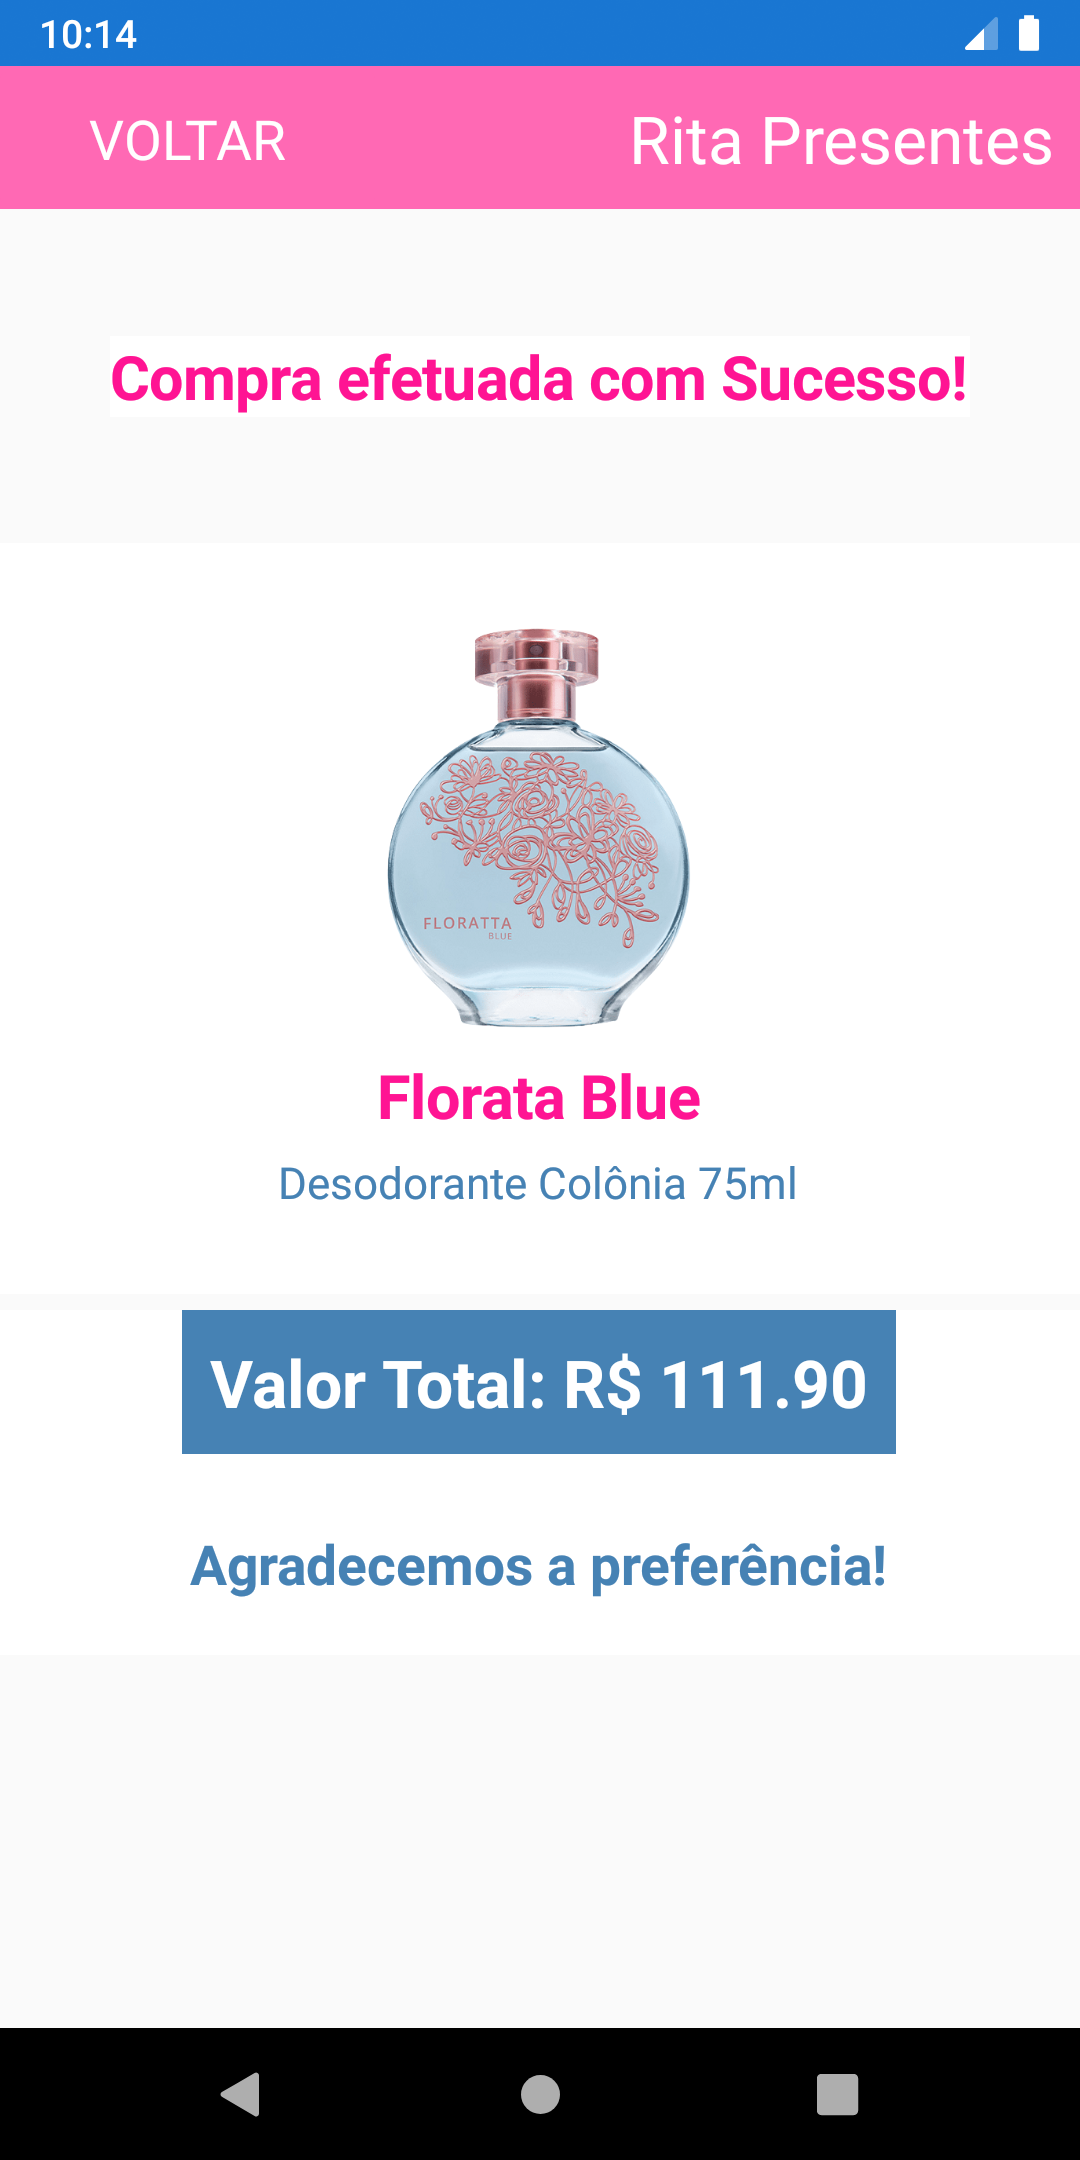 10:14
VOLTAR
Rita Presentes
Compra efetuada com Sucesso!
FLORATTA
BLUE
Florata Blue
Desodorante Colônia 75ml
Valor Total: R$ 111.90
Agradecemos a preferência!